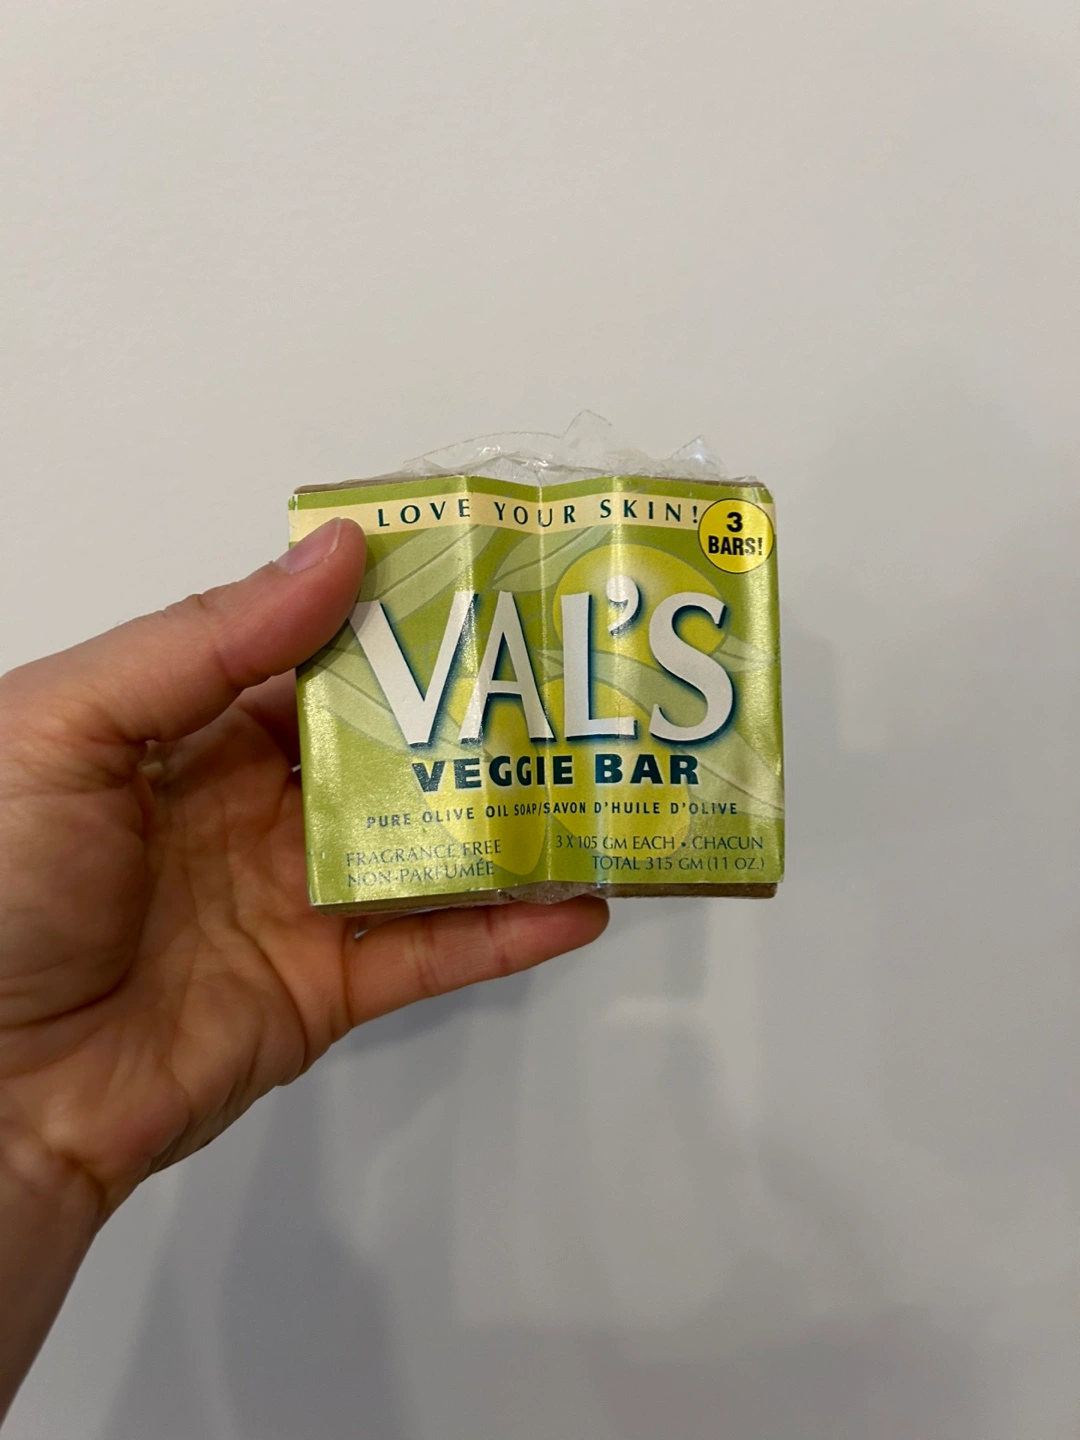 LOVE YOUR SKIN!
3
BARS!
VAL'S
VEGGIE BAR
PURE OLIVE OIL SOAP/SAVON D'HUILE D'OLIVE
FRAGRANCE FREE
NON-PARFUMÉE
3 X 105 GM EACH • CHACUN
TOTAL 315 GM (11 OZ.)